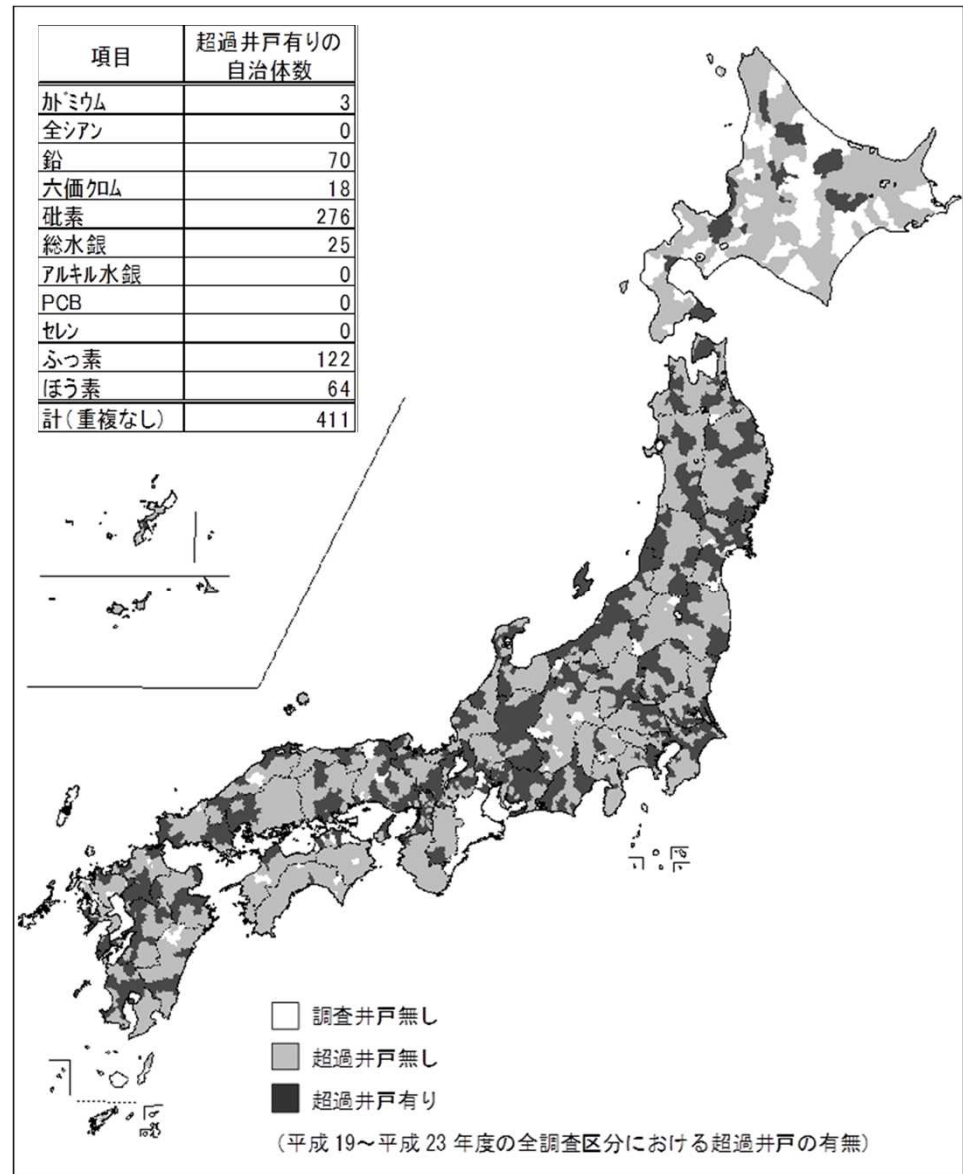 項目 超過井戸有りの
自治体数
ｶﾄﾞﾐｳﾑ 3
全ｼｱﾝ 0
鉛 70
六価ｸﾛﾑ 18
砒素 276
総水銀 25
ｱﾙｷﾙ水銀 0
PCB 0
ｾﾚﾝ 0
ふっ素 122
ほう素 64
計(重複なし) 411
調査井戸無し
超過井戸無し
超過井戸有り
(平成19～平成23年度の全調査区分における超過井戸の有無)